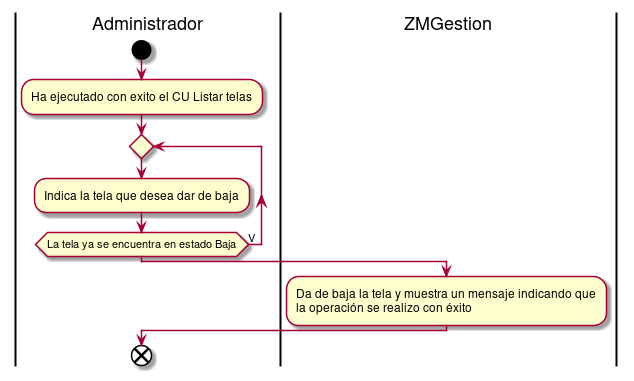 Administrador
ZMGestion
Ha ejecutado con exito el CU Listar telas
Indica la tela que desea dar de baja
La tela ya se encuentra en estado Baja
V
Da de baja la tela y muestra un mensaje indicando que
la operación se realizo con éxito